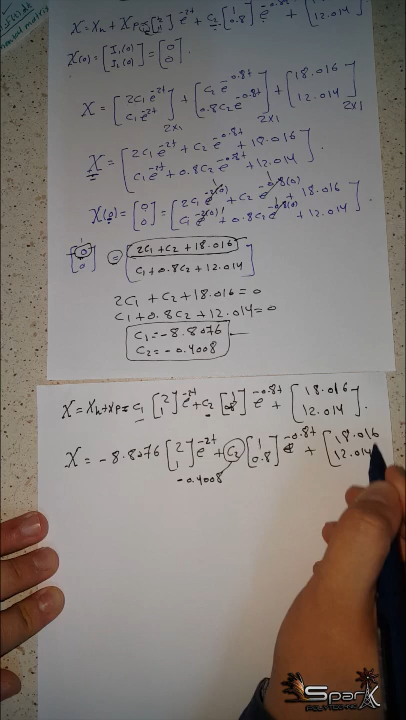 X = Xh + Xp = C1 [2 1] e^-2t + C2 [1 0.8] e^-0.8t + [18.016 12.014]
X(0) = [I1(0) I2(0)] = [0 0]
X = [2C1 e^-2t C1 e^-2t] + [C2 e^-0.8t 0.8C2 e^-0.8t] + [18.016 12.014]
2x1 2x1 2x1
X = [2C1 e^-2t + C2 e^-0.8t + 18.016 C1 e^-2t + 0.8C2 e^-0.8t + 12.014].
X(0) = [0 0] = [2C1 e^-2(0) + C2 e^-0.8(0) + 18.016 C1 e^-2(0) + 0.8C2 e^-0.8(0) + 12.014].
[0 0] = [2C1 + C2 + 18.016 C1 + 0.8C2 + 12.014]
2C1 + C2 + 18.016 = 0
C1 + 0.8C2 + 12.014 = 0
C1 = -8.8076
C2 = -0.4008
X = Xh + Xp = C1 [2 1] e^-2t + C2 [1 .8] e^-0.8t + [18.016 12.014].
X = -8.8076 [2 1] e^-2t + C2 [1 0.8] e^-0.8t + [18.016 12.014
-0.4008
Spark